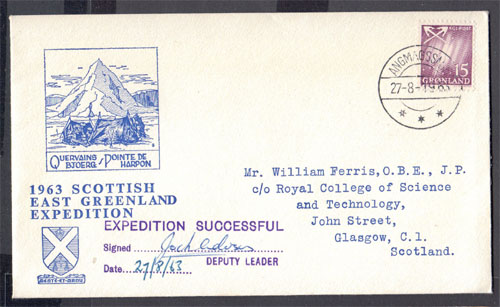 QUERVAINS BJOERG / POINTE DE HARPON
1963 SCOTTISH
EAST GREENLAND
EXPEDITION
EXPEDITION SUCCESSFUL
Signed
DEPUTY LEADER
Date 27/8/63
15
GRØNLAND
27-8-1963
Mr. William Ferris, O.B.E., J.P.
c/o Royal College of Science
and Technology,
John Street,
Glasgow, C.1.
Scotland.